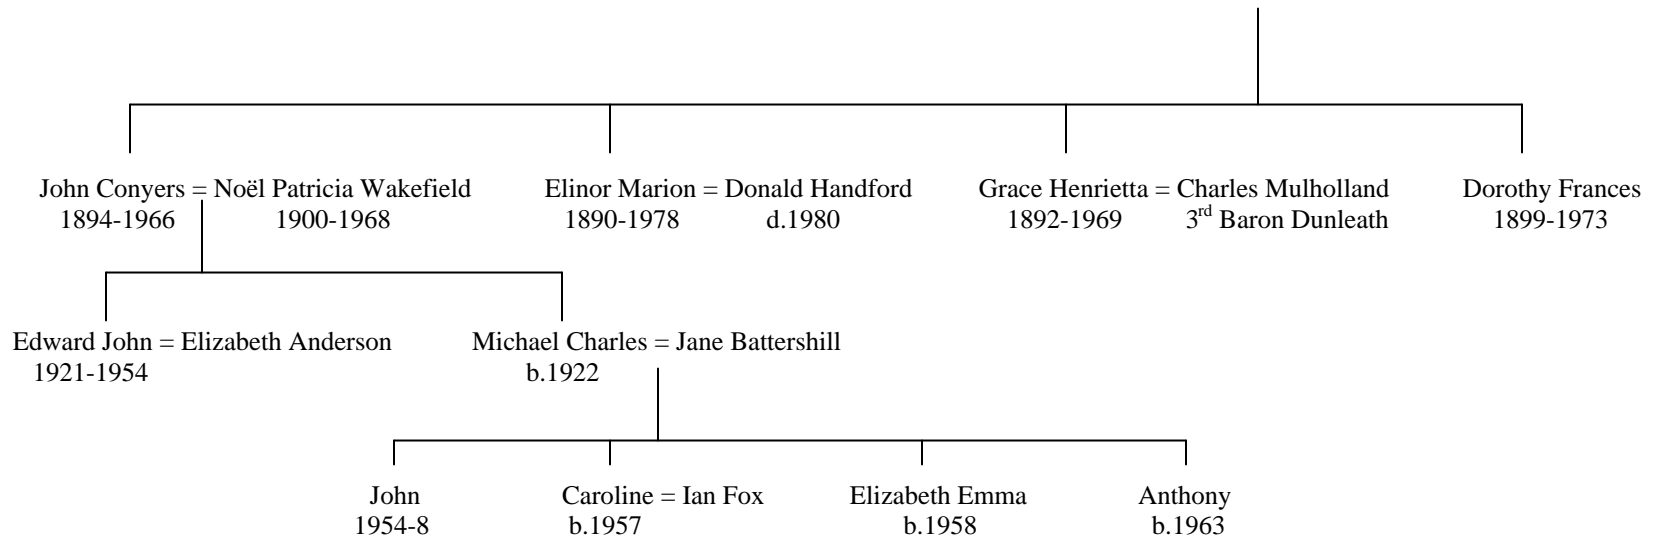 John Conyers = Noël Patricia Wakefield Elinor Marion = Donald Handford Grace Henrietta = Charles Mulholland Dorothy Frances
1894-1966 1900-1968 1890-1978 d.1980 1892-1969 3rd Baron Dunleath 1899-1973
Edward John = Elizabeth Anderson Michael Charles = Jane Battershill
1921-1954 b.1922
John Caroline = Ian Fox Elizabeth Emma Anthony
1954-8 b.1957 b.1958 b.1963